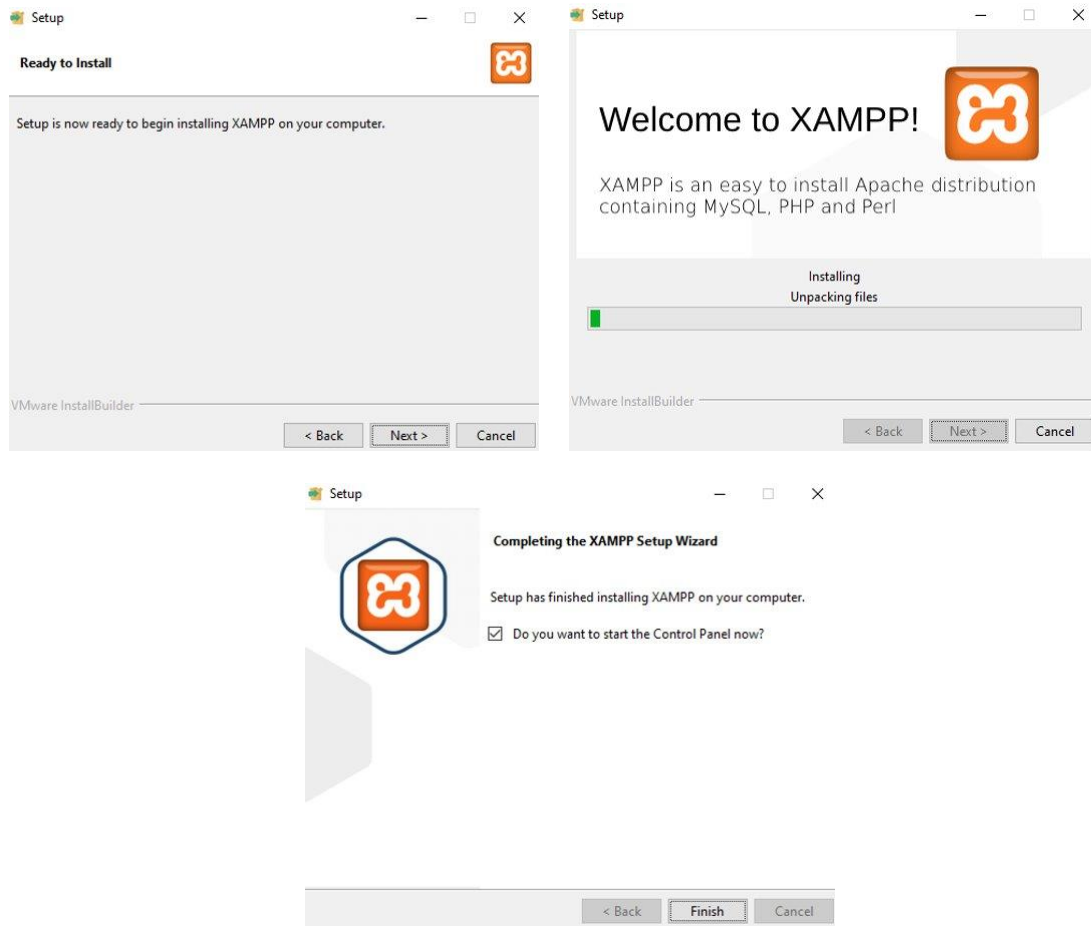 Setup
Ready to Install
Setup is now ready to begin installing XAMPP on your computer.
VMware InstallBuilder
< Back
Next >
Cancel
Setup
Welcome to XAMPP!
XAMPP is an easy to install Apache distribution
containing MySQL, PHP and Perl
Installing
Unpacking files
VMware InstallBuilder
< Back
Next >
Cancel
Setup
Completing the XAMPP Setup Wizard
Setup has finished installing XAMPP on your computer.
Do you want to start the Control Panel now?
< Back
Finish
Cancel